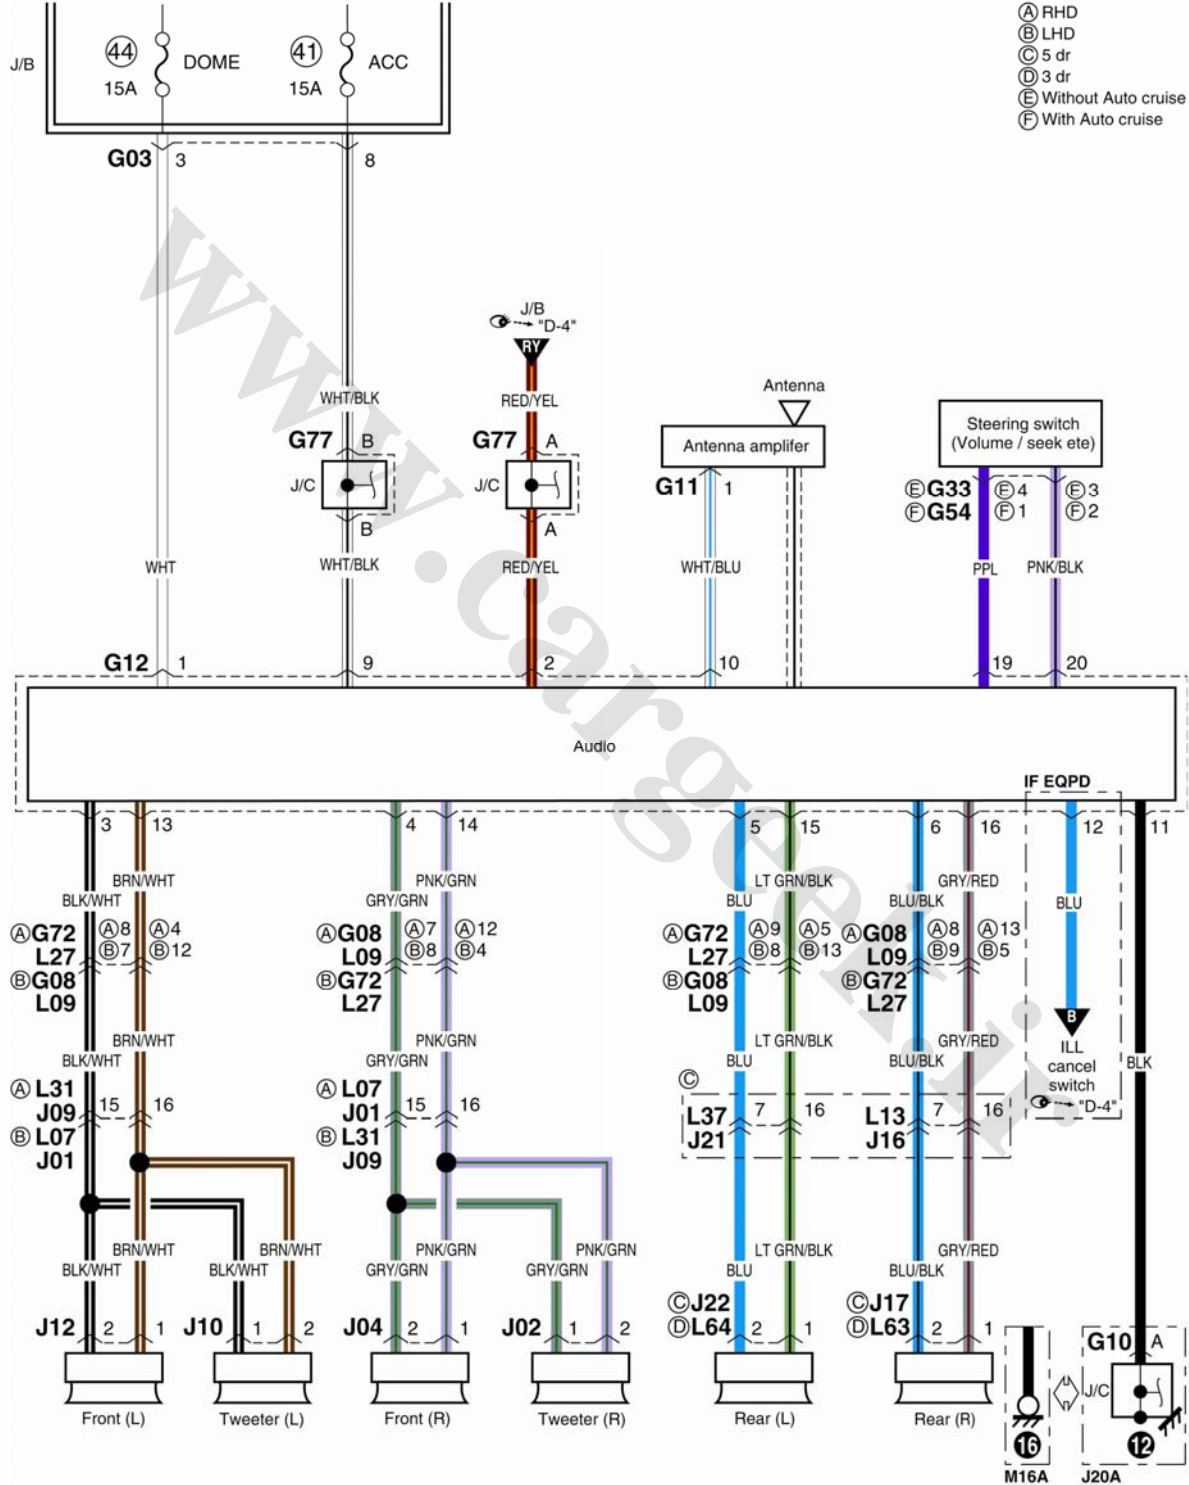 Ⓐ RHD
Ⓑ LHD
Ⓒ 5 dr
Ⓓ 3 dr
Ⓔ Without Auto cruise
Ⓕ With Auto cruise
J/B
44 DOME 41 ACC
15A 15A
G03 3 8
J/B
"D-4"
RY
WHT/BLK RED/YEL
Antenna
Antenna amplifer
Steering switch
(Volume / seek ete)
G77 B G77 A
J/C J/C
B A
G11 1
ⒺG33 Ⓔ4 Ⓔ3
ⒻG54 Ⓕ1 Ⓕ2
WHT WHT/BLK RED/YEL WHT/BLU PPL PNK/BLK
G12 1 9 2 10 19 20
Audio
IF EQPD
3 13 4 14 5 15 6 16 12 11
BRN/WHT PNK/GRN LT GRN/BLK GRY/RED
BLK/WHT GRY/GRN BLU BLU/BLK BLU
ⒶG72 Ⓐ8 Ⓐ4 ⒶG08 Ⓐ7 Ⓐ12 ⒶG72 Ⓐ9 Ⓐ5 ⒶG08 Ⓐ8 Ⓐ13
L27 Ⓑ7 Ⓑ12 L09 Ⓑ8 Ⓑ4 L27 Ⓑ8 Ⓑ13 L09 Ⓑ9 Ⓑ5
ⒷG08 ⒷG72 ⒷG08 ⒷG72
L09 L27 L09 L27
B
BRN/WHT PNK/GRN LT GRN/BLK GRY/RED
BLK/WHT GRY/GRN BLU BLU/BLK BLK
ILL
cancel
switch
"D-4"
Ⓒ
Ⓐ L31 Ⓐ L07
J09 15 16 J01 15 16
Ⓑ L07 Ⓑ L31
J01 J09
L37 7 16 L13 7 16
J21 J16
BRN/WHT BRN/WHT PNK/GRN PNK/GRN LT GRN/BLK GRY/RED
BLK/WHT BLK/WHT GRY/GRN GRY/GRN BLU BLU/BLK
ⒸJ22 ⒸJ17
J12 2 1 J10 1 2 J04 2 1 J02 1 2 ⒹL64 2 1 ⒹL63 2 1
G10 A
J/C
Front (L) Tweeter (L) Front (R) Tweeter (R) Rear (L) Rear (R)
16 12
M16A J20A
www.cargeek.ir